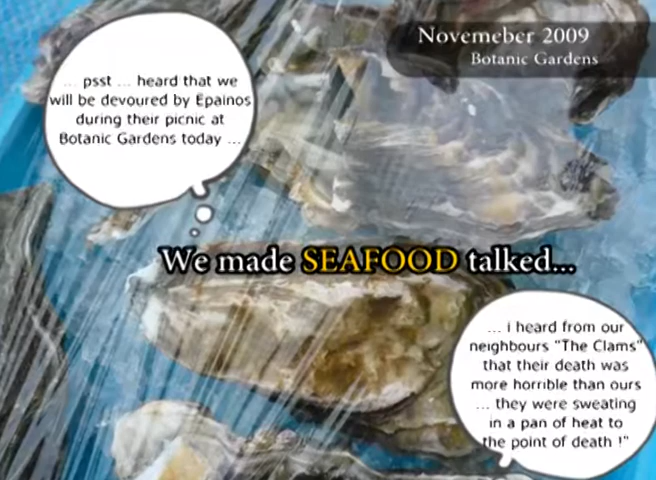 Novemeber 2009
Botanic Gardens
... psst ... heard that we
will be devoured by Epainos
during their picnic at
Botanic Gardens today ...
We made SEAFOOD talked...
... i heard from our
neighbours "The Clams"
that their death was
more horrible than ours
... they were sweating
in a pan of heat to
the point of death !"